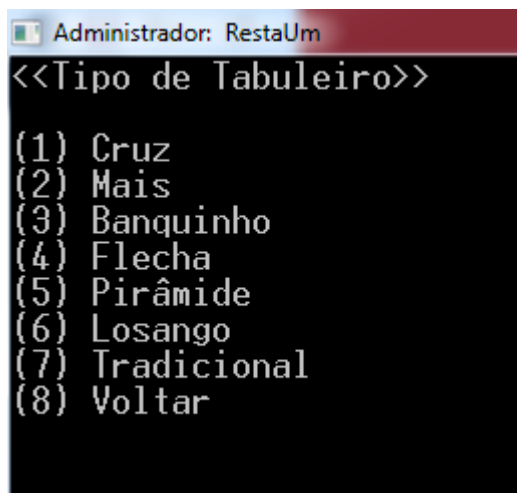 Administrador: RestaUm
<<Tipo de Tabuleiro>>
(1) Cruz
(2) Mais
(3) Banquinho
(4) Flecha
(5) Pirâmide
(6) Losango
(7) Tradicional
(8) Voltar